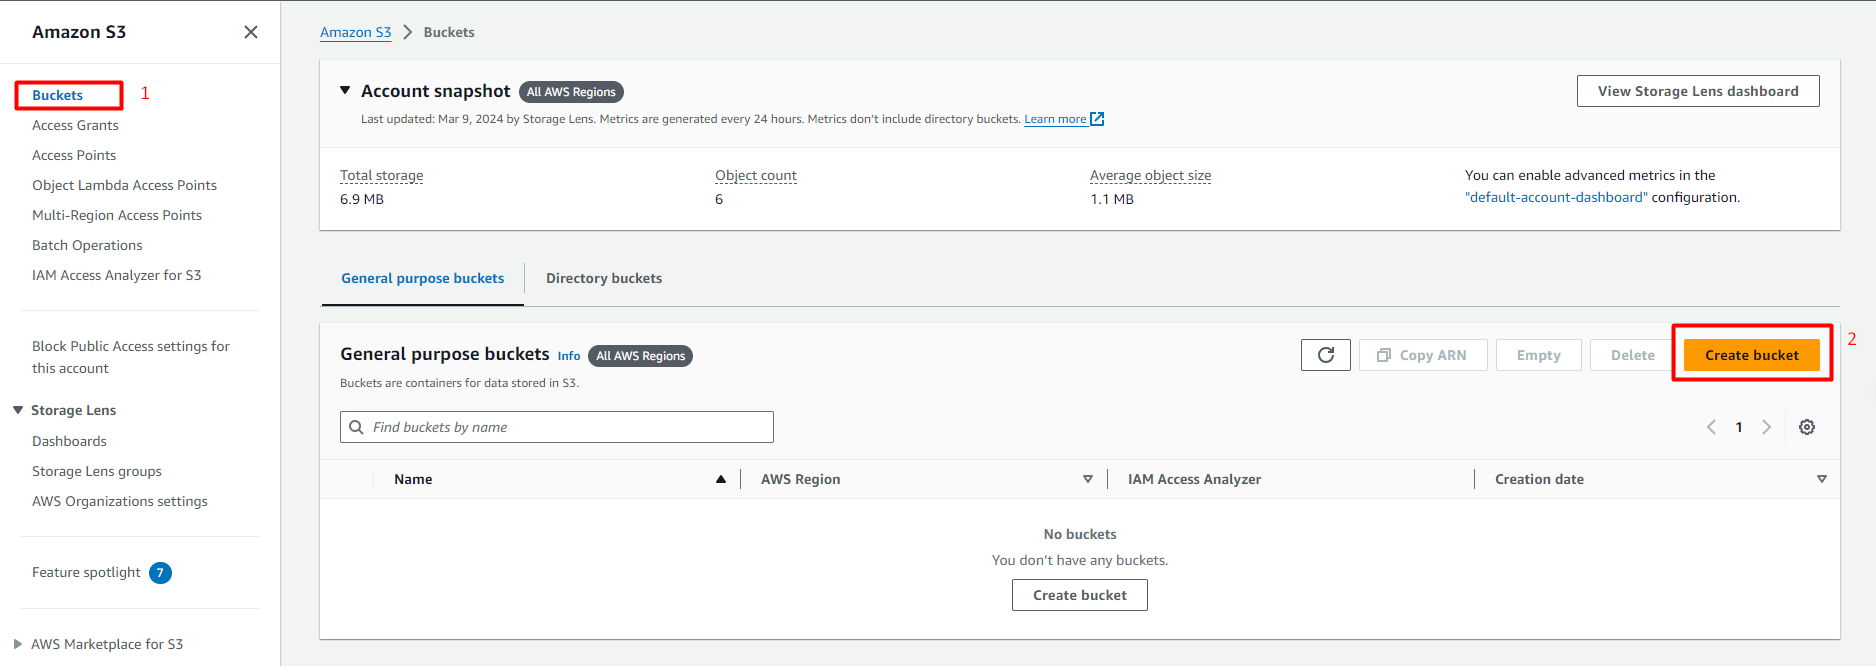 Amazon S3
Buckets
1
Access Grants
Access Points
Object Lambda Access Points
Multi-Region Access Points
Batch Operations
IAM Access Analyzer for S3
Block Public Access settings for
this account
Storage Lens
Dashboards
Storage Lens groups
AWS Organizations settings
Feature spotlight 7
AWS Marketplace for S3
Amazon S3 Buckets
Account snapshot All AWS Regions
View Storage Lens dashboard
Last updated: Mar 9, 2024 by Storage Lens. Metrics are generated every 24 hours. Metrics don't include directory buckets. Learn more
Total storage
6.9 MB
Object count
6
Average object size
1.1 MB
You can enable advanced metrics in the
"default-account-dashboard" configuration.
General purpose buckets Directory buckets
General purpose buckets Info All AWS Regions
Copy ARN Empty Delete Create bucket 2
Buckets are containers for data stored in S3.
Find buckets by name
1
Name AWS Region IAM Access Analyzer Creation date
No buckets
You don't have any buckets.
Create bucket